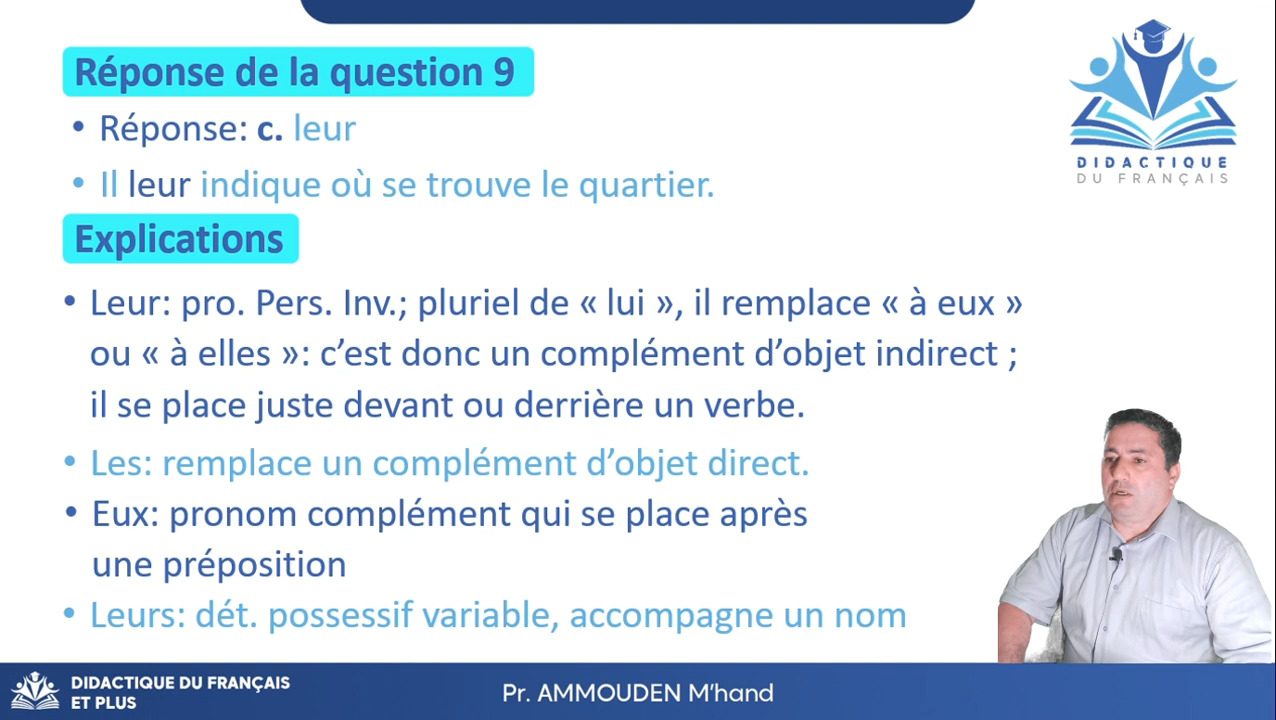 Réponse de la question 9
• Réponse: c. leur
• Il leur indique où se trouve le quartier.
DIDACTIQUE
DU FRANÇAIS
Explications
• Leur: pro. Pers. Inv.; pluriel de « lui », il remplace « à eux »
ou « à elles »: c’est donc un complément d’objet indirect ;
il se place juste devant ou derrière un verbe.
• Les: remplace un complément d’objet direct.
• Eux: pronom complément qui se place après
une préposition
• Leurs: dét. possessif variable, accompagne un nom
DIDACTIQUE DU FRANÇAIS
ET PLUS
Pr. AMMOUDEN M’hand